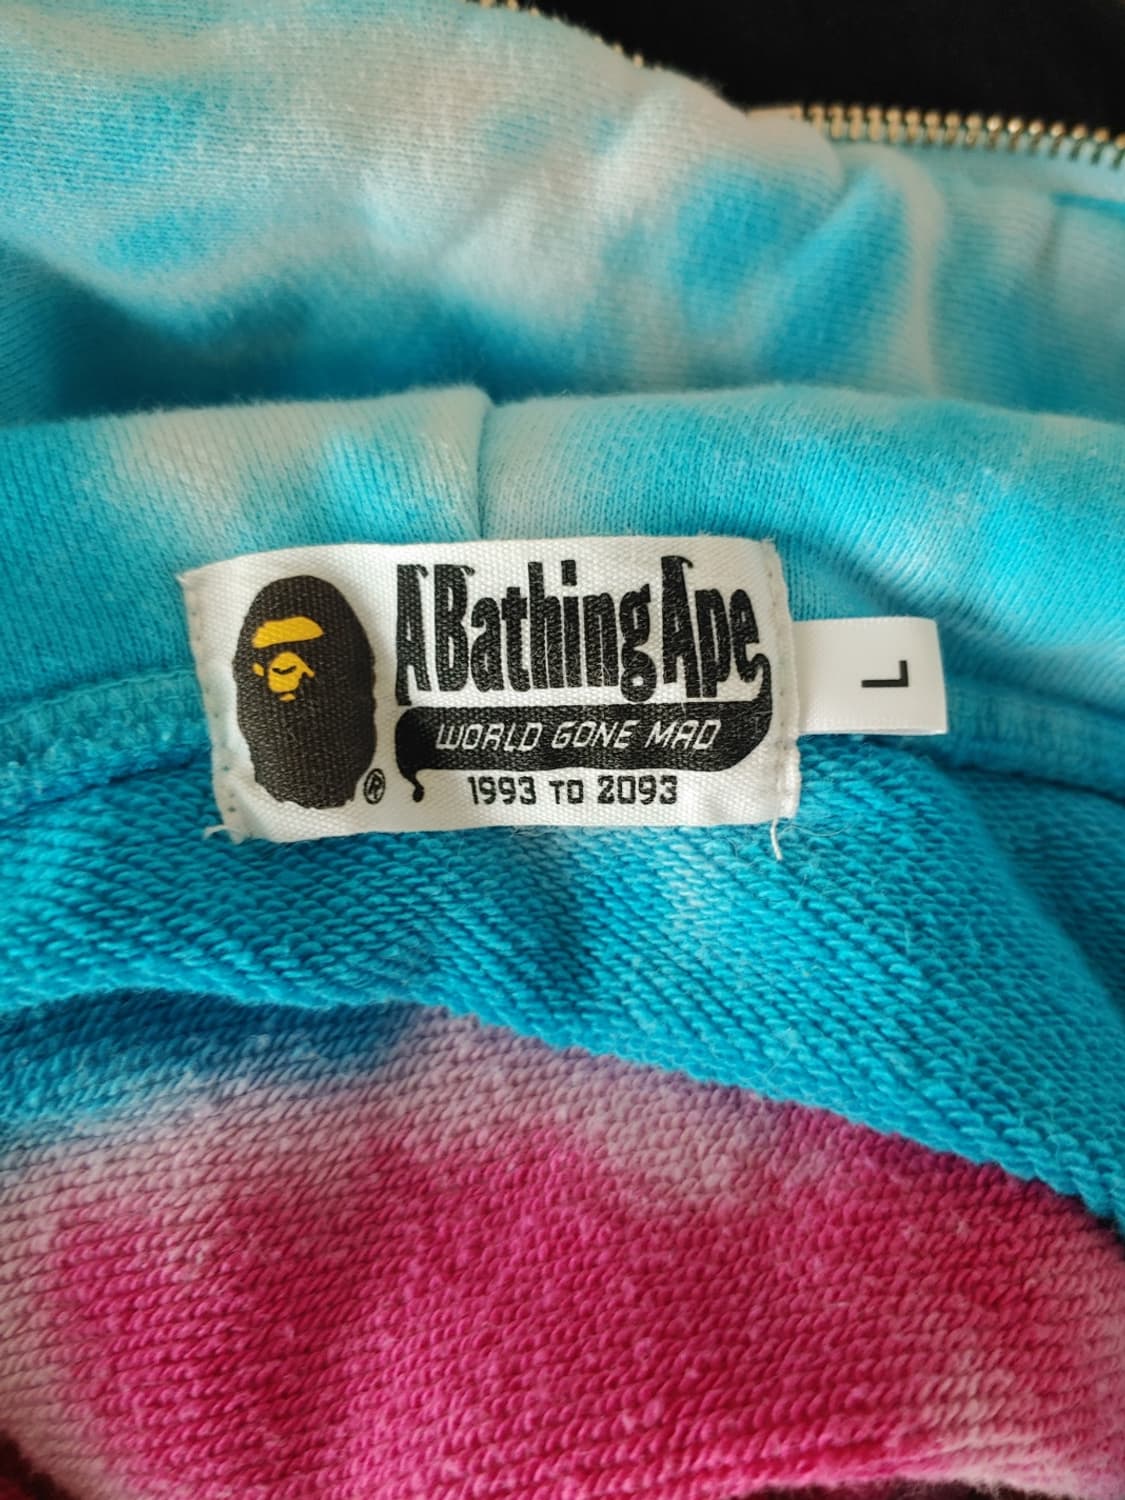 A Bathing Ape
WORLD GONE MAD
®
1993 TO 2093
L